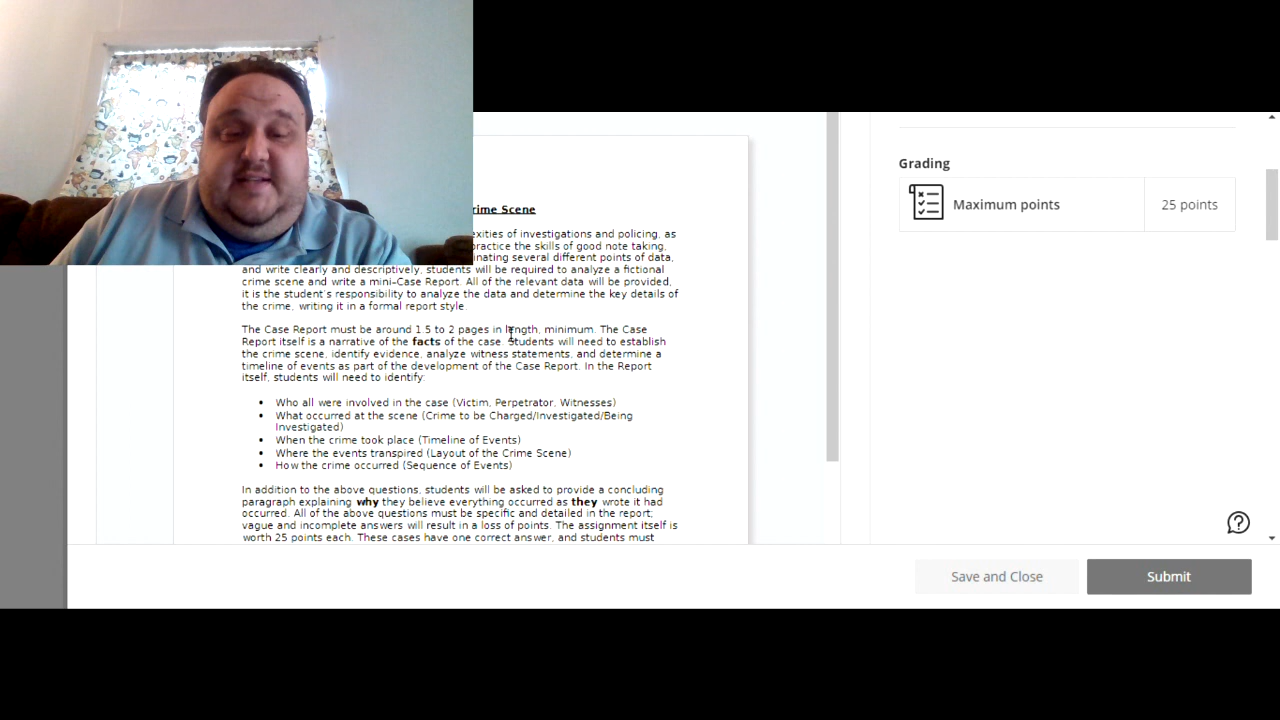 rime Scene
exities of investigations and policing, as
practice the skills of good note taking,
inating several different points of data,
and write clearly and descriptively, students will be required to analyze a fictional
crime scene and write a mini-Case Report. All of the relevant data will be provided,
it is the student's responsibility to analyze the data and determine the key details of
the crime, writing it in a formal report style.
The Case Report must be around 1.5 to 2 pages in length, minimum. The Case
Report itself is a narrative of the facts of the case. Students will need to establish
the crime scene, identify evidence, analyze witness statements, and determine a
timeline of events as part of the development of the Case Report. In the Report
itself, students will need to identify:
• Who all were involved in the case (Victim, Perpetrator, Witnesses)
• What occurred at the scene (Crime to be Charged/Investigated/Being
Investigated)
• When the crime took place (Timeline of Events)
• Where the events transpired (Layout of the Crime Scene)
• How the crime occurred (Sequence of Events)
In addition to the above questions, students will be asked to provide a concluding
paragraph explaining why they believe everything occurred as they wrote it had
occurred. All of the above questions must be specific and detailed in the report;
vague and incomplete answers will result in a loss of points. The assignment itself is
worth 25 points each. These cases have one correct answer, and students must
Grading
Maximum points
25 points
Save and Close
Submit